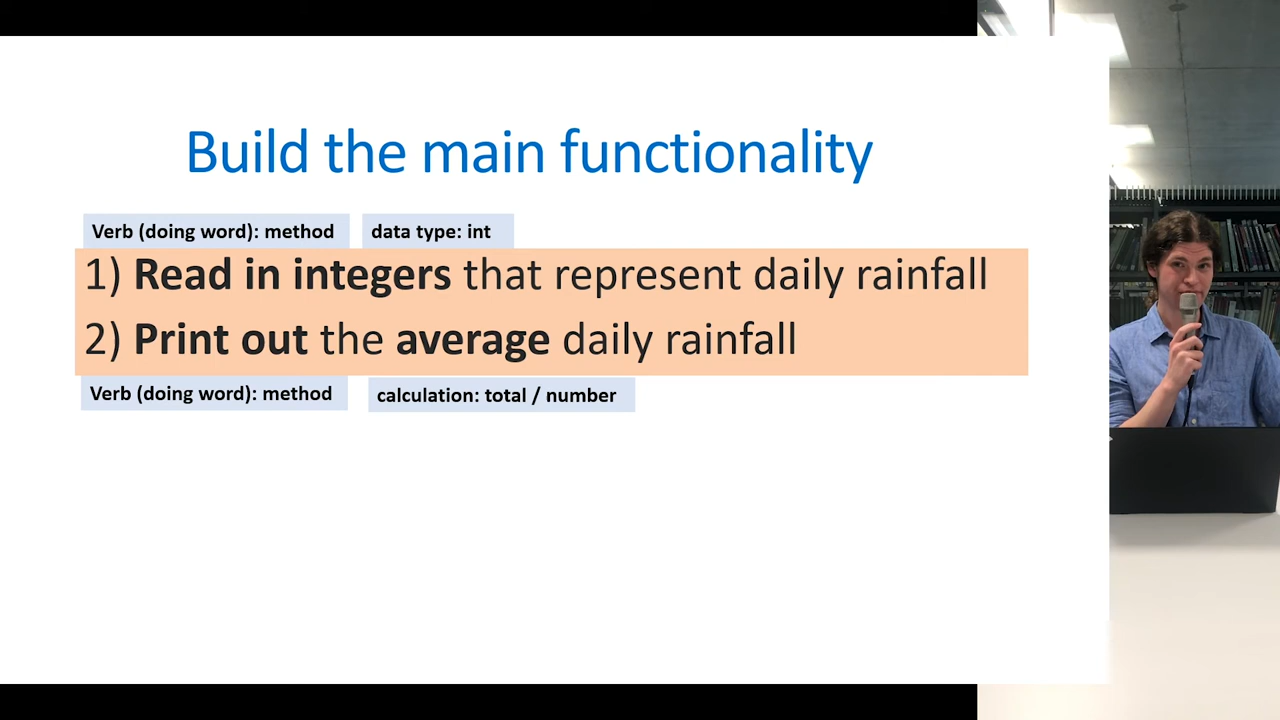 Build the main functionality
Verb (doing word): method data type: int
1) Read in integers that represent daily rainfall
2) Print out the average daily rainfall
Verb (doing word): method calculation: total / number